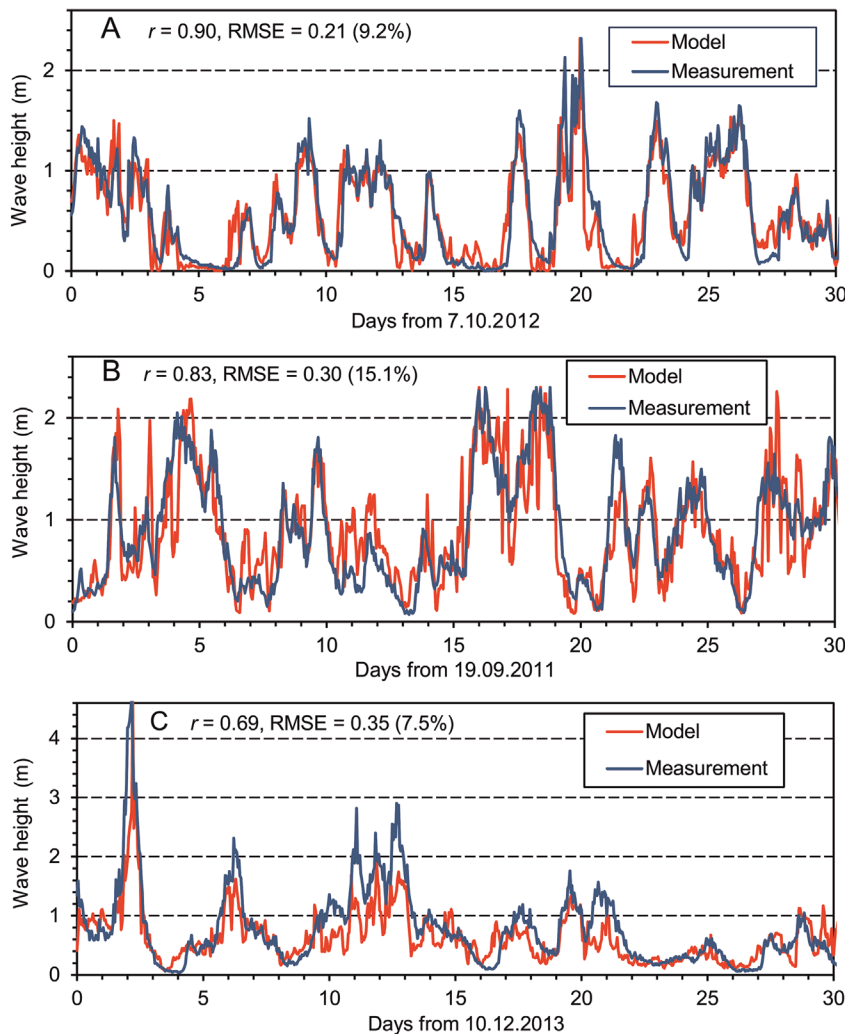 A
r = 0.90, RMSE = 0.21 (9.2%)
Model
Measurement
Wave height (m)
2
1
0
0 5 10 15 20 25 30
Days from 7.10.2012
B
r = 0.83, RMSE = 0.30 (15.1%)
Model
Measurement
Wave height (m)
2
1
0
0 5 10 15 20 25 30
Days from 19.09.2011
C
r = 0.69, RMSE = 0.35 (7.5%)
Model
Measurement
Wave height (m)
4
3
2
1
0
0 5 10 15 20 25 30
Days from 10.12.2013